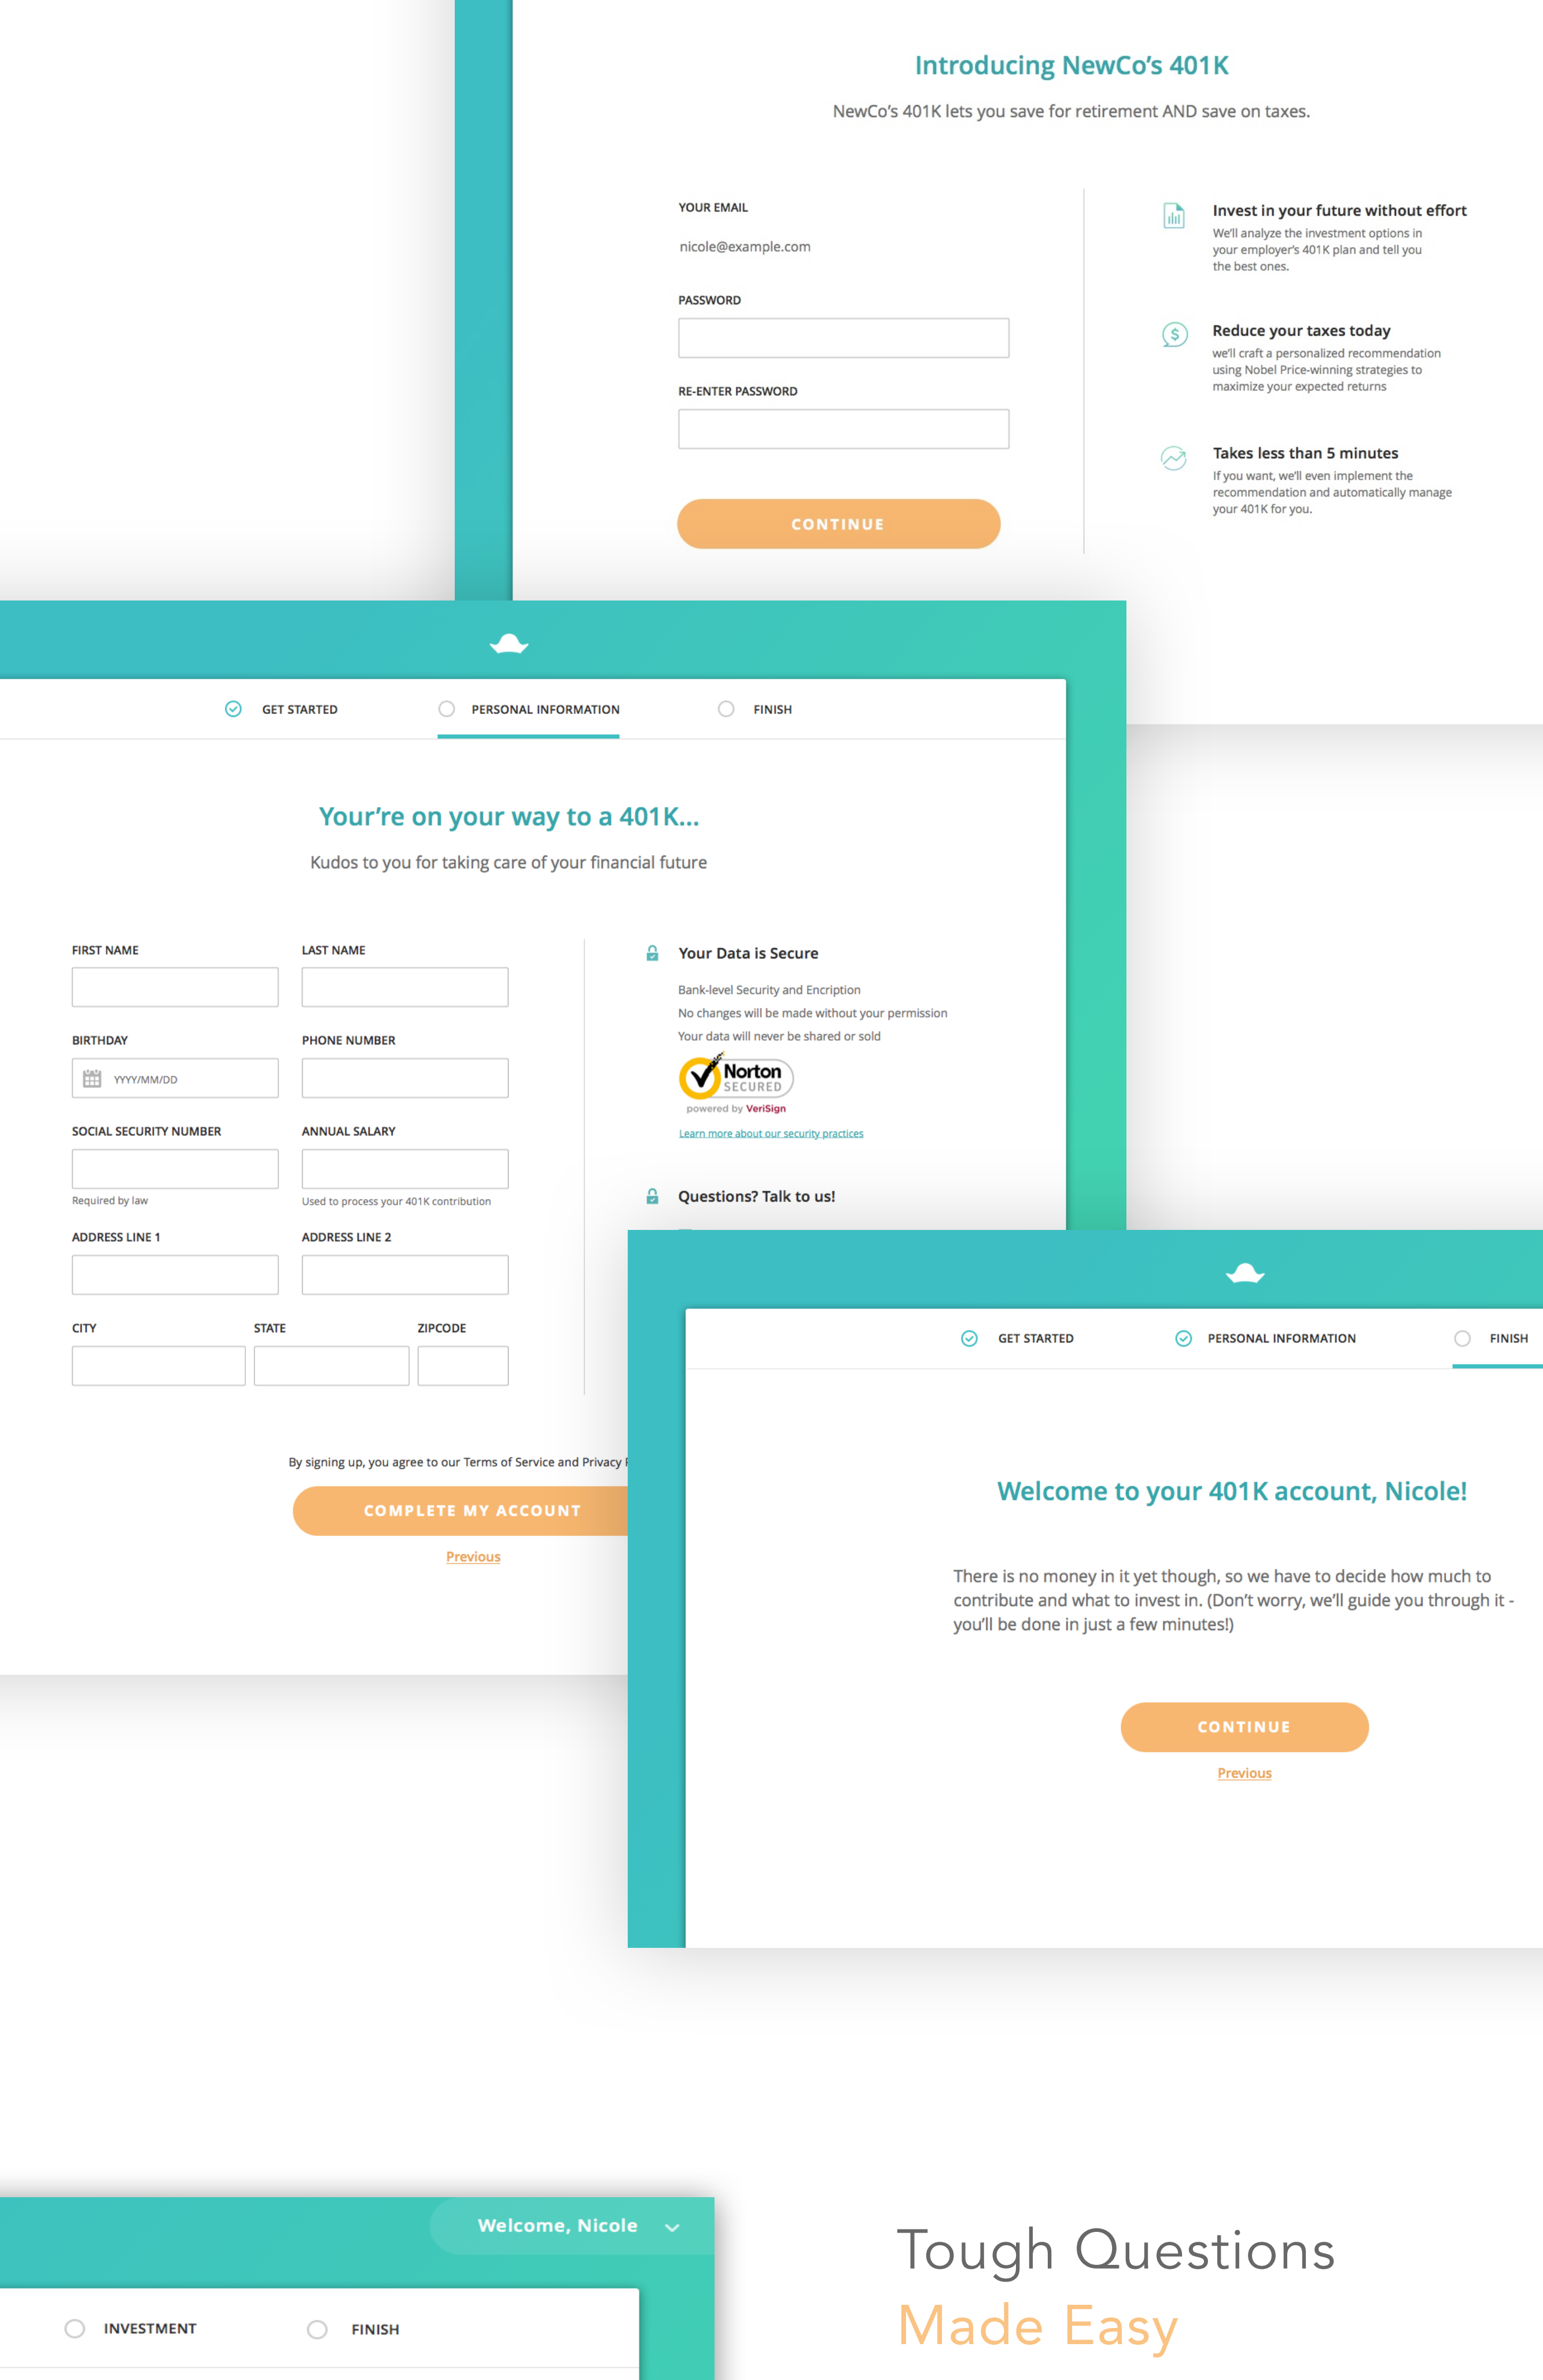 Introducing NewCo's 401K
NewCo's 401K lets you save for retirement AND save on taxes.
YOUR EMAIL
nicole@example.com
PASSWORD
RE-ENTER PASSWORD
CONTINUE
Invest in your future without effort
We'll analyze the investment options in
your employer's 401K plan and tell you
the best ones.
Reduce your taxes today
we'll craft a personalized recommendation
using Nobel Price-winning strategies to
maximize your expected returns
Takes less than 5 minutes
If you want, we'll even implement the
recommendation and automatically manage
your 401K for you.
GET STARTED
PERSONAL INFORMATION
FINISH
Your're on your way to a 401K...
Kudos to you for taking care of your financial future
FIRST NAME
LAST NAME
BIRTHDAY
PHONE NUMBER
YYYY/MM/DD
SOCIAL SECURITY NUMBER
ANNUAL SALARY
Required by law
Used to process your 401K contribution
ADDRESS LINE 1
ADDRESS LINE 2
CITY
STATE
ZIPCODE
Your Data is Secure
Bank-level Security and Encription
No changes will be made without your permission
Your data will never be shared or sold
Norton
SECURED
powered by VeriSign
Learn more about our security practices
Questions? Talk to us!
By signing up, you agree to our Terms of Service and Privacy
COMPLETE MY ACCOUNT
Previous
GET STARTED
PERSONAL INFORMATION
FINISH
Welcome to your 401K account, Nicole!
There is no money in it yet though, so we have to decide how much to
contribute and what to invest in. (Don't worry, we'll guide you through it -
you'll be done in just a few minutes!)
CONTINUE
Previous
Welcome, Nicole
INVESTMENT
FINISH
Tough Questions
Made Easy